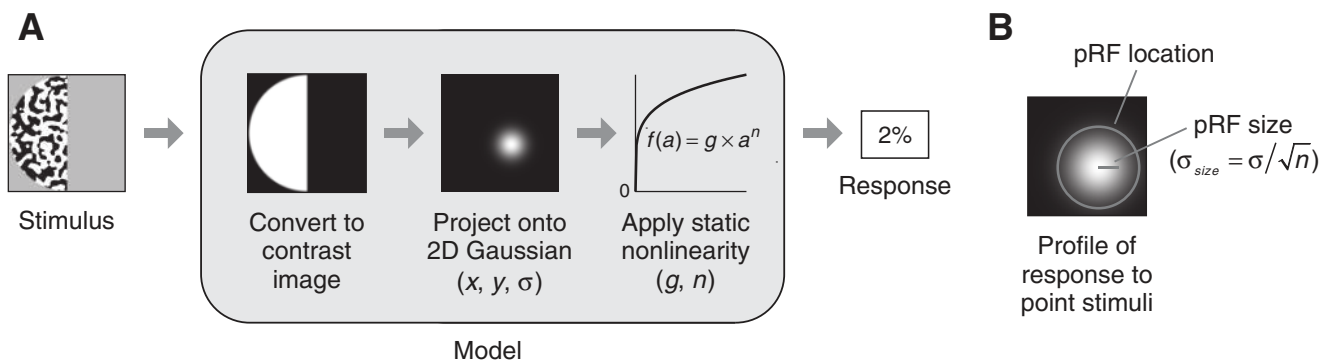 A
Stimulus
Convert to
contrast
image
Project onto
2D Gaussian
(x, y, σ)
0
f(a) = g × aⁿ
Apply static
nonlinearity
(g, n)
2%
Response
Model
B
pRF location
pRF size
(σ_size = σ/√n)
Profile of
response to
point stimuli